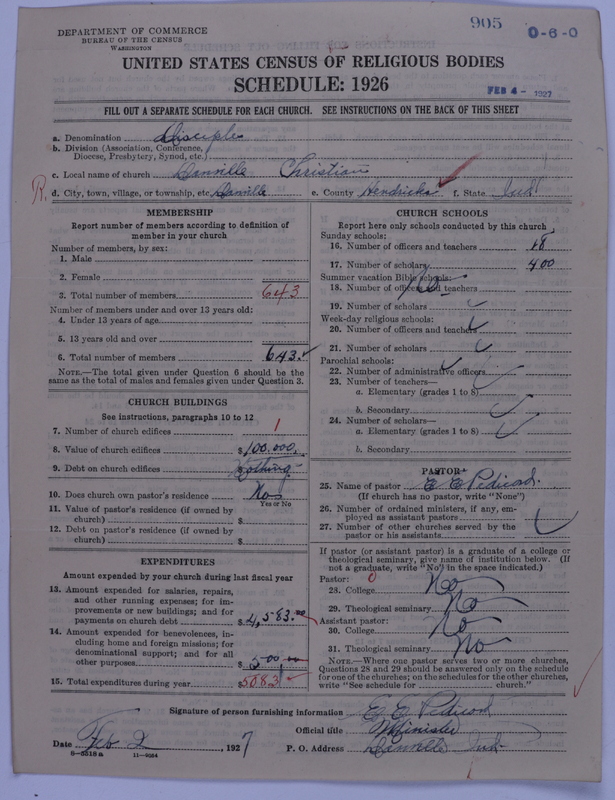 905
0-6-0
DEPARTMENT OF COMMERCE
BUREAU OF THE CENSUS
WASHINGTON
UNITED STATES CENSUS OF RELIGIOUS BODIES
SCHEDULE: 1926
FEB 4 - 1927
FILL OUT A SEPARATE SCHEDULE FOR EACH CHURCH. SEE INSTRUCTIONS ON THE BACK OF THIS SHEET
a. Denomination Disciples
b. Division (Association, Conference,
Diocese, Presbytery, Synod, etc.)
c. Local name of church Danville Christian
d. City, town, village, or township, etc. Danville e. County Hendricks f. State Ind.
MEMBERSHIP
Report number of members according to definition of
member in your church
Number of members, by sex:
1. Male
2. Female
3. Total number of members 643
Number of members under and over 13 years old:
4. Under 13 years of age
5. 13 years old and over
6. Total number of members 643
NOTE.—The total given under Question 6 should be
the same as the total of males and females given under Question 3.
CHURCH BUILDINGS
See instructions, paragraphs 10 to 12
7. Number of church edifices 1
8. Value of church edifices $100,000.
9. Debt on church edifices $ Nothing
10. Does church own pastor's residence No
Yes or No
11. Value of pastor's residence (if owned by
church) $
12. Debt on pastor's residence (if owned by
church) $
EXPENDITURES
Amount expended by your church during last fiscal year
13. Amount expended for salaries, repairs,
and other running expenses; for im-
provements or new buildings; and for
payments on church debt $4,583.00
14. Amount expended for benevolences, in-
cluding home and foreign missions; for
denominational support; and for all
other purposes $500.00
15. Total expenditures during year $5083
CHURCH SCHOOLS
Report here only schools conducted by this church
Sunday schools:
16. Number of officers and teachers 18
17. Number of scholars 400
Summer vacation Bible schools:
18. Number of officers and teachers
19. Number of scholars
Week-day religious schools:
20. Number of officers and teachers
21. Number of scholars
Parochial schools:
22. Number of administrative officers
23. Number of teachers—
a. Elementary (grades 1 to 8)
b. Secondary
24. Number of scholars—
a. Elementary (grades 1 to 8)
b. Secondary
PASTOR
25. Name of pastor E E Pedicord.
(If church has no pastor, write "None")
26. Number of ordained ministers, if any, em-
ployed as assistant pastors
27. Number of other churches served by the
pastor or his assistants
If pastor (or assistant pastor) is a graduate of a college or
theological seminary, give name of institution below. (If
not a graduate, write "No" in the space indicated.)
Pastor: 0
28. College No
29. Theological seminary No
Assistant pastor:
30. College No
31. Theological seminary No
NOTE.—Where one pastor serves two or more churches,
Questions 28 and 29 should be answered only on the schedule
for one of the churches; on the schedules for the other churches,
write "See schedule for church."
Signature of person furnishing information E E Pedicord
Official title Minister
Date Feb 2, 1927 P. O. Address Danville Ind.
8-5518 a 11-9084